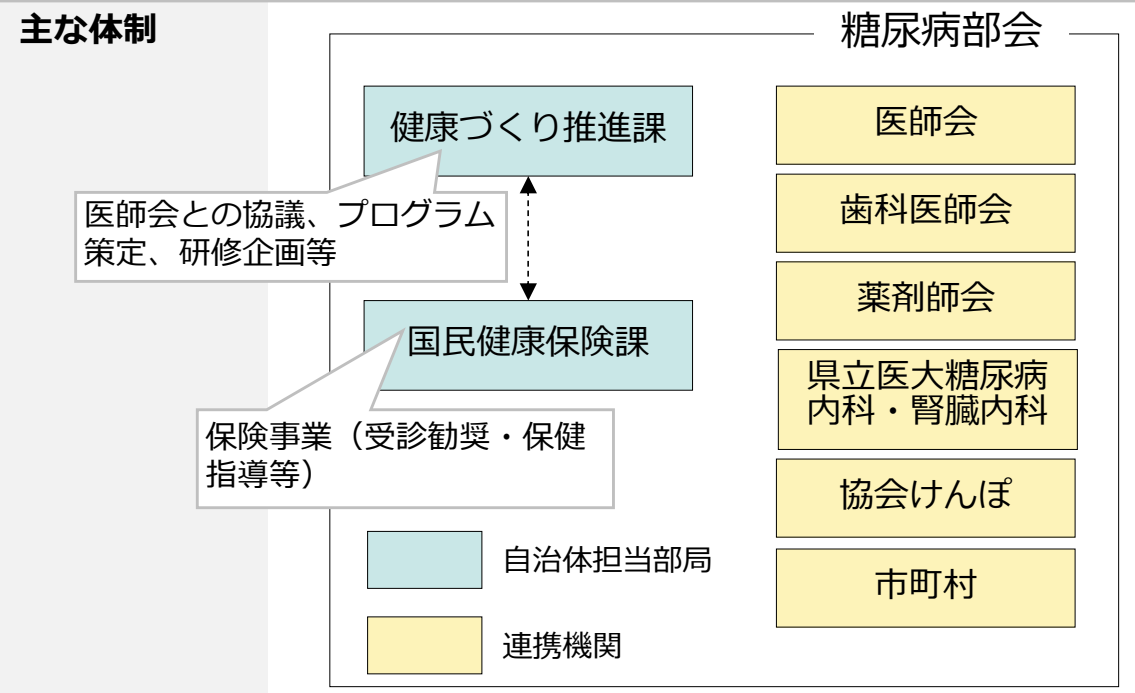 主な体制
糖尿病部会
健康づくり推進課
医師会との協議、プログラム
策定、研修企画等
国民健康保険課
保険事業（受診勧奨・保健
指導等）
自治体担当部局
連携機関
医師会
歯科医師会
薬剤師会
県立医大糖尿病
内科・腎臓内科
協会けんぽ
市町村